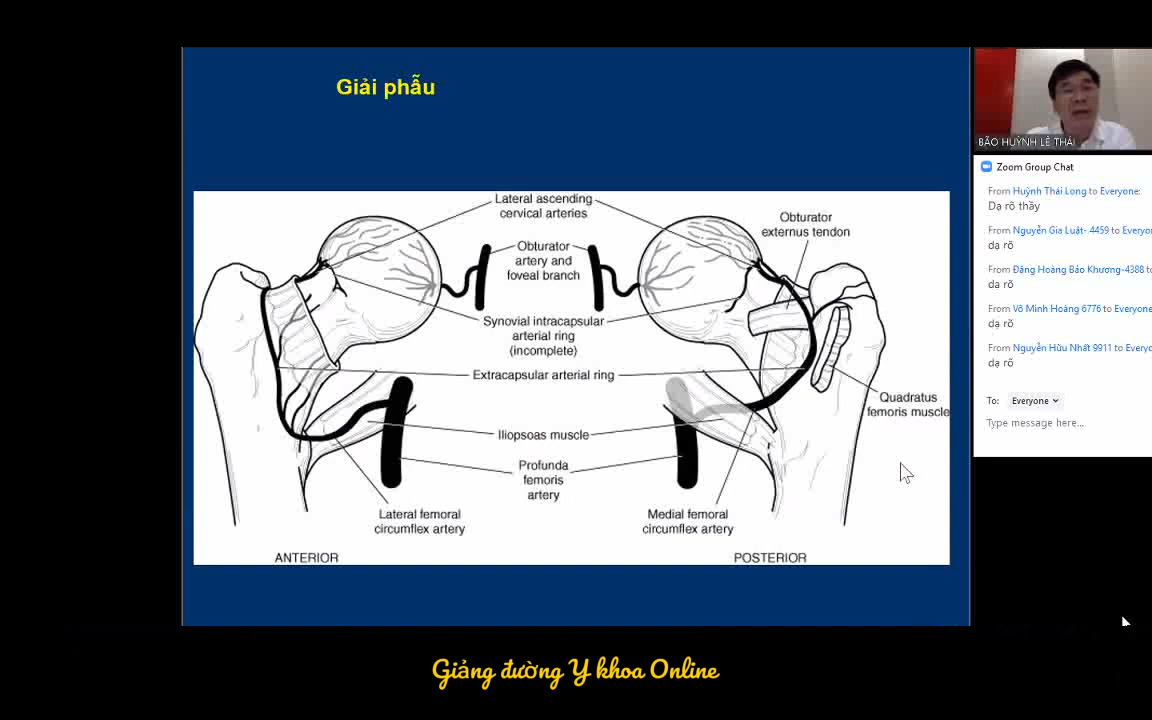 Giải phẫu
Lateral ascending
cervical arteries
Obturator
externus tendon
Obturator
artery and
foveal branch
Synovial intracapsular
arterial ring
(incomplete)
Extracapsular arterial ring
Quadratus
femoris muscle
Iliopsoas muscle
Profunda
femoris
artery
Lateral femoral
circumflex artery
Medial femoral
circumflex artery
ANTERIOR
POSTERIOR
BẢO HUỲNH LÊ THÁI
Zoom Group Chat
From Huỳnh Thái Long to Everyone:
Dạ rõ thầy
From Nguyễn Gia Luật- 4459 to Everyon
dạ rõ
From Đặng Hoàng Bảo Khương-4388 to
dạ rõ
From Võ Minh Hoàng 6776 to Everyone
dạ rõ
From Nguyễn Hữu Nhất 9911 to Everyo
dạ rõ
To: Everyone
Type message here...
Giảng đường Y khoa Online